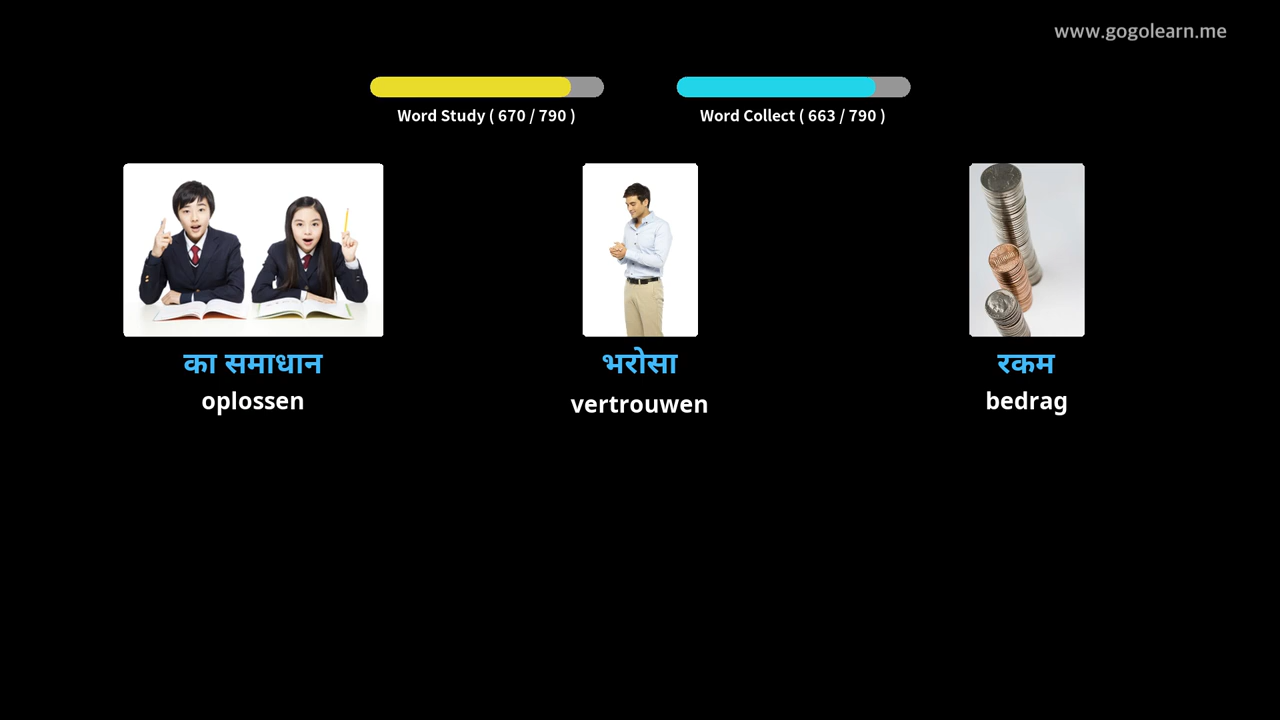 www.gogolearn.me
Word Study ( 670 / 790 )
Word Collect ( 663 / 790 )
का समाधान
oplossen
भरोसा
vertrouwen
रकम
bedrag